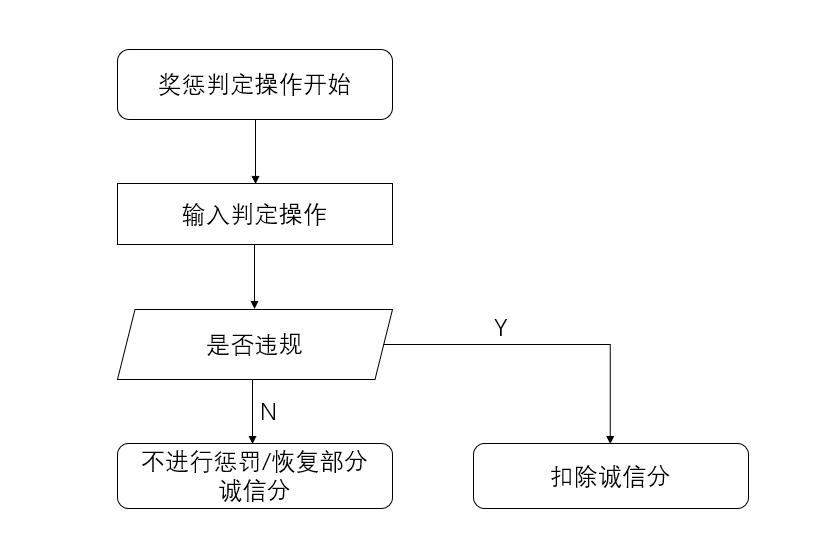 奖惩判定操作开始
输入判定操作
是否违规
Y
N
不进行惩罚/恢复部分
诚信分
扣除诚信分